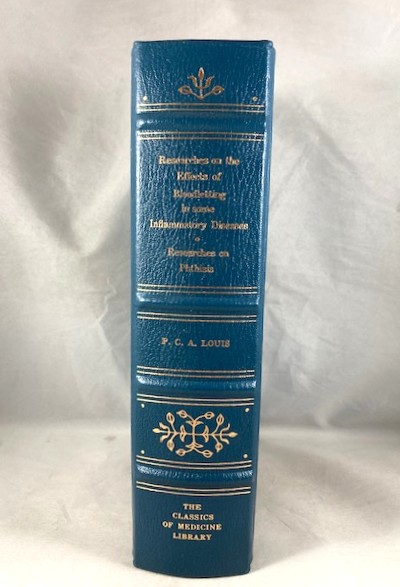 Researches on the
Effects of
Bloodletting
in some
Inflammatory Diseases
Researches on
Phthisis
P. C. A. LOUIS
THE
CLASSICS
OF MEDICINE
LIBRARY